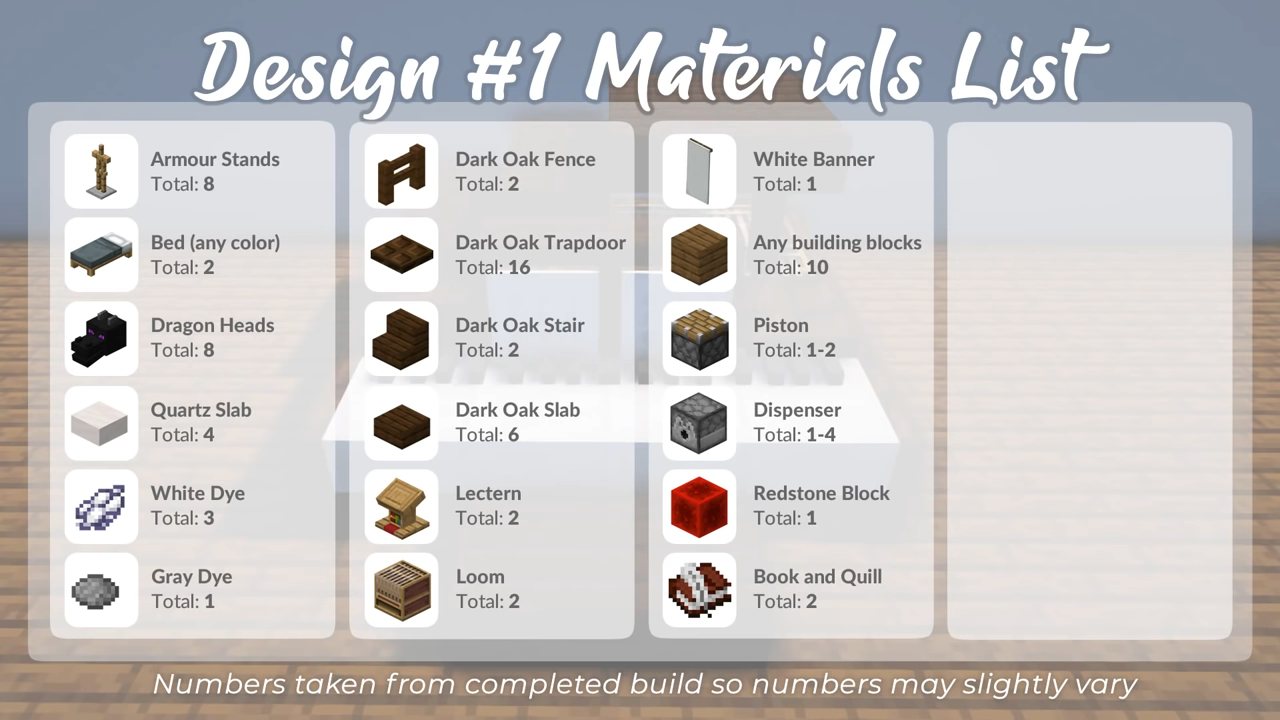 Design #1 Materials List
Armour Stands
Total: 8
Bed (any color)
Total: 2
Dragon Heads
Total: 8
Quartz Slab
Total: 4
White Dye
Total: 3
Gray Dye
Total: 1
Dark Oak Fence
Total: 2
Dark Oak Trapdoor
Total: 16
Dark Oak Stair
Total: 2
Dark Oak Slab
Total: 6
Lectern
Total: 2
Loom
Total: 2
White Banner
Total: 1
Any building blocks
Total: 10
Piston
Total: 1-2
Dispenser
Total: 1-4
Redstone Block
Total: 1
Book and Quill
Total: 2
Numbers taken from completed build so numbers may slightly vary